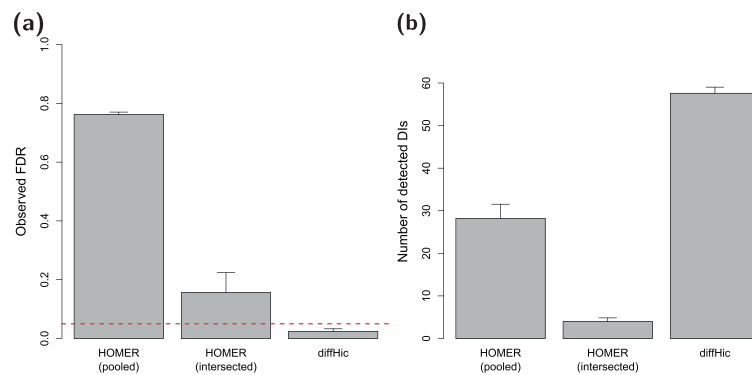 (a)
Observed FDR
1.0
0.8
0.6
0.4
0.2
0.0
HOMER
(pooled)
HOMER
(intersected)
diffHic
(b)
Number of detected DIs
60
50
40
30
20
10
0
HOMER
(pooled)
HOMER
(intersected)
diffHic